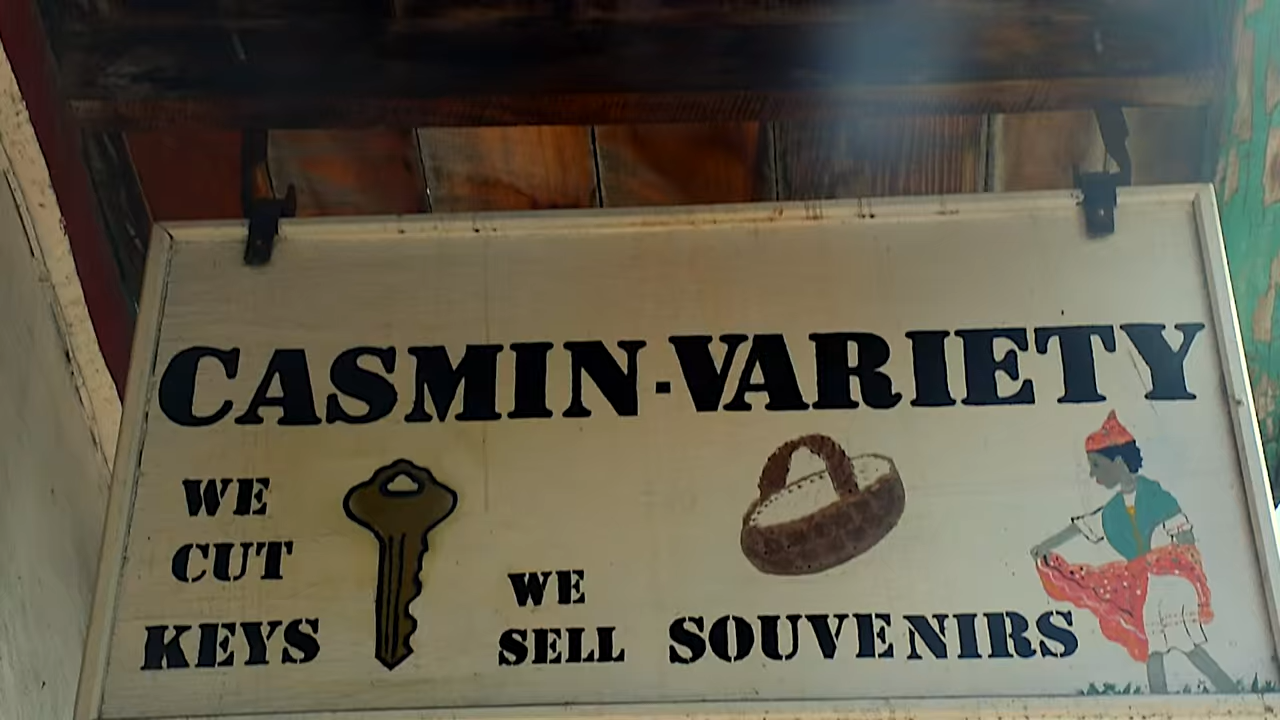 CASMIN-VARIETY
WE
CUT
KEYS
WE
SELL SOUVENIRS